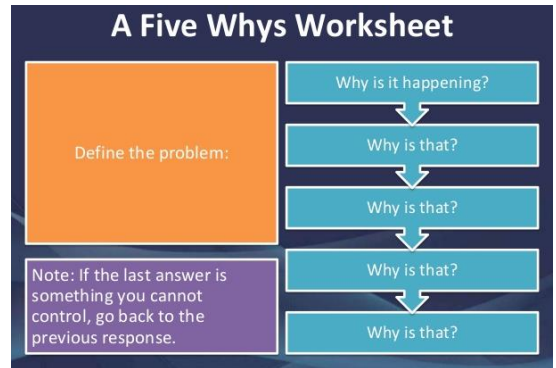 A Five Whys Worksheet
Define the problem:
Note: If the last answer is
something you cannot
control, go back to the
previous response.
Why is it happening?
Why is that?
Why is that?
Why is that?
Why is that?